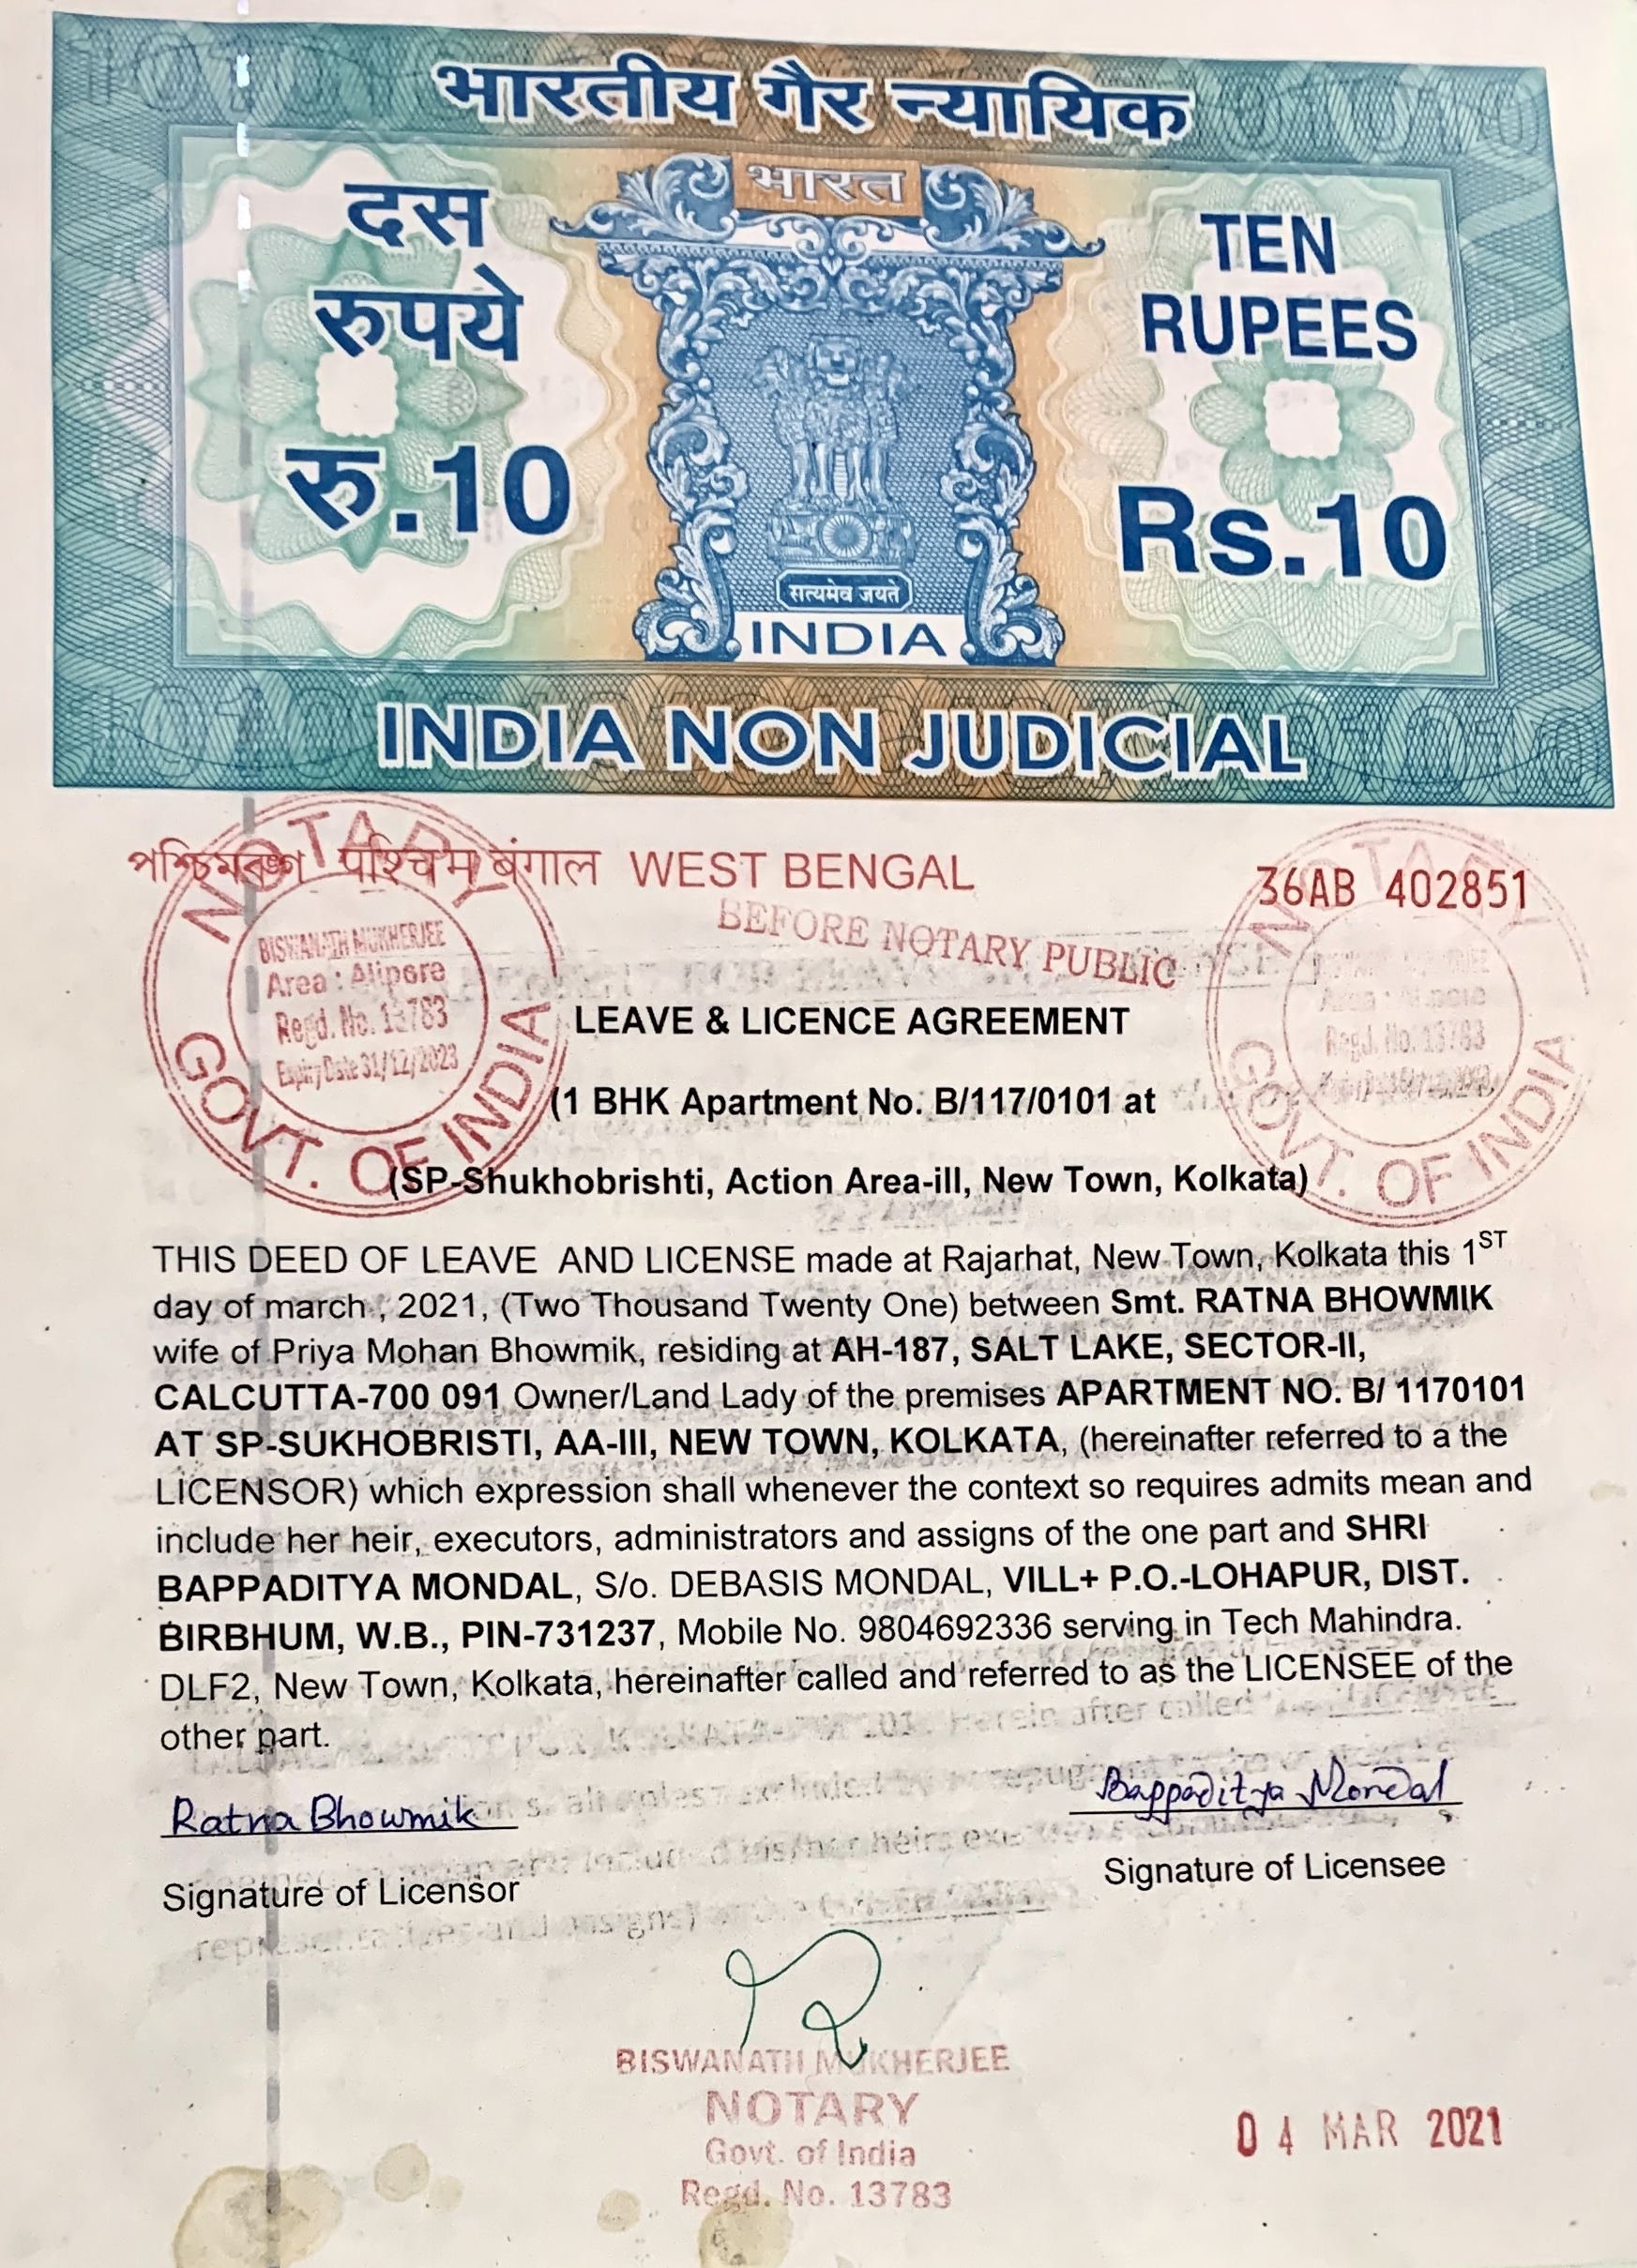 भारतीय गैर न्यायिक
भारत
दस
रुपये
रु.10
TEN
RUPEES
Rs.10
सत्यमेव जयते
INDIA
INDIA NON JUDICIAL
পশ্চিমবঙ্গ पश्चिम बंगाल WEST BENGAL
36AB 402851
BEFORE NOTARY PUBLIC
NOTARY
BISWANATH MUKHERJEE
Area : Alipore
Regd. No. 13783
Expiry Date 31/12/2023
GOVT. OF INDIA
NOTARY
Regd. No. 13783
GOVT. OF INDIA
LEAVE & LICENCE AGREEMENT
(1 BHK Apartment No. B/117/0101 at
(SP-Shukhobrishti, Action Area-ill, New Town, Kolkata)
THIS DEED OF LEAVE AND LICENSE made at Rajarhat, New Town, Kolkata this 1ST
day of march , 2021, (Two Thousand Twenty One) between Smt. RATNA BHOWMIK
wife of Priya Mohan Bhowmik, residing at AH-187, SALT LAKE, SECTOR-II,
CALCUTTA-700 091 Owner/Land Lady of the premises APARTMENT NO. B/ 1170101
AT SP-SUKHOBRISTI, AA-III, NEW TOWN, KOLKATA, (hereinafter referred to a the
LICENSOR) which expression shall whenever the context so requires admits mean and
include her heir, executors, administrators and assigns of the one part and SHRI
BAPPADITYA MONDAL, S/o. DEBASIS MONDAL, VILL+ P.O.-LOHAPUR, DIST.
BIRBHUM, W.B., PIN-731237, Mobile No. 9804692336 serving in Tech Mahindra.
DLF2, New Town, Kolkata, hereinafter called and referred to as the LICENSEE of the
other part.
Ratna Bhowmik
Signature of Licensor
Bappaditya Mondal
Signature of Licensee
BISWANATH MUKHERJEE
NOTARY
Govt. of India
Regd. No. 13783
04 MAR 2021